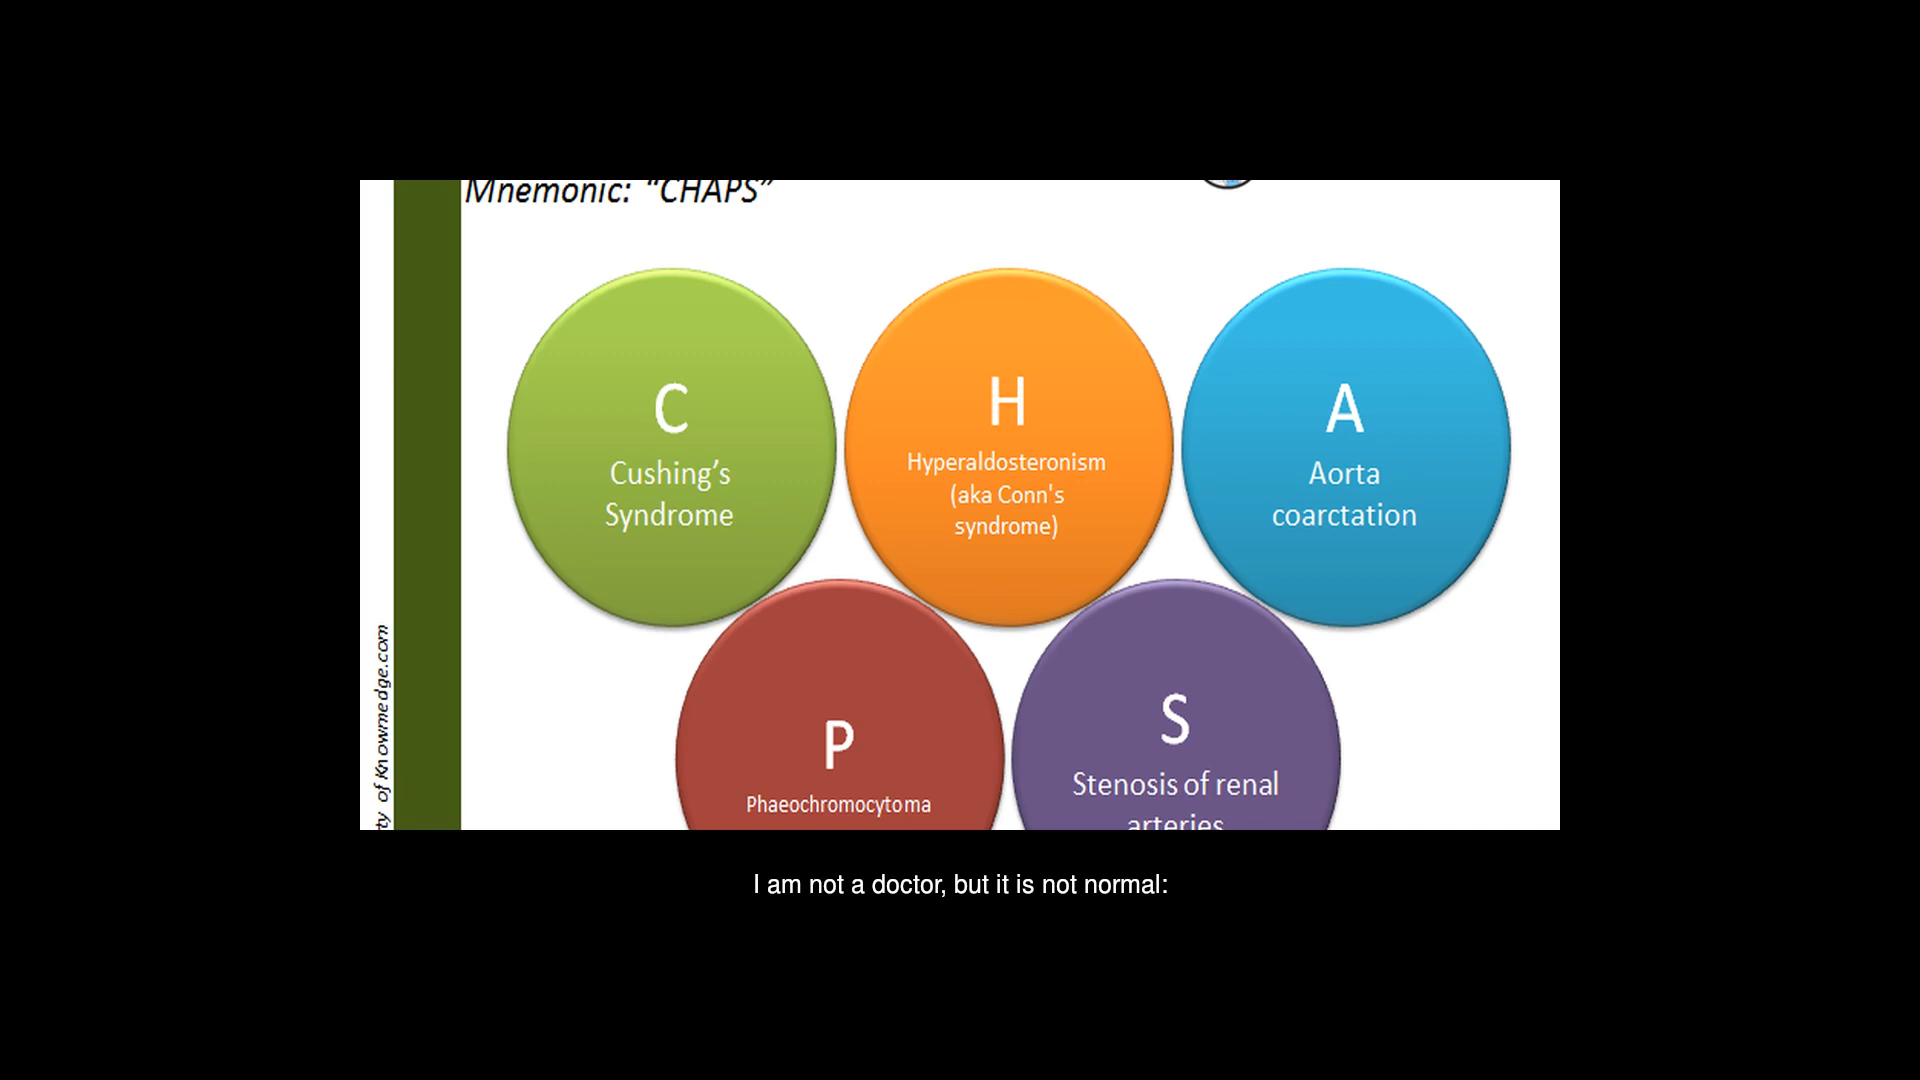 Mnemonic: “CHAPS”
C
Cushing’s
Syndrome
H
Hyperaldosteronism
(aka Conn's
syndrome)
A
Aorta
coarctation
P
Phaeochromocytoma
S
Stenosis of renal
arteries
ty of Knowmedge.com
I am not a doctor, but it is not normal: